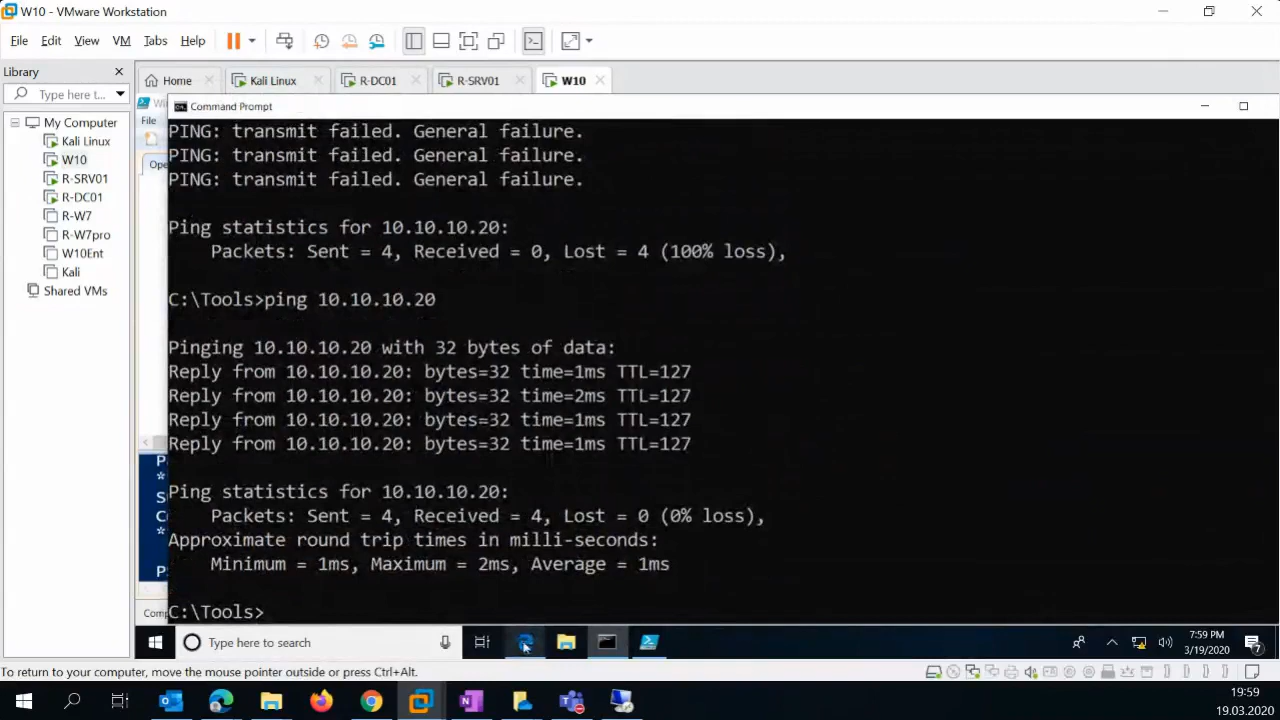 W10 - VMware Workstation
File Edit View VM Tabs Help
Library
Type here t...
My Computer
Kali Linux
W10
R-SRV01
R-DC01
R-W7
R-W7pro
W10Ent
Kali
Shared VMs
Home Kali Linux R-DC01 R-SRV01 W10
Wi
File
Ope
Command Prompt
PING: transmit failed. General failure.
PING: transmit failed. General failure.
PING: transmit failed. General failure.
Ping statistics for 10.10.10.20:
Packets: Sent = 4, Received = 0, Lost = 4 (100% loss),
C:\Tools>ping 10.10.10.20
Pinging 10.10.10.20 with 32 bytes of data:
Reply from 10.10.10.20: bytes=32 time=1ms TTL=127
Reply from 10.10.10.20: bytes=32 time=2ms TTL=127
Reply from 10.10.10.20: bytes=32 time=1ms TTL=127
Reply from 10.10.10.20: bytes=32 time=1ms TTL=127
Ping statistics for 10.10.10.20:
Packets: Sent = 4, Received = 4, Lost = 0 (0% loss),
Approximate round trip times in milli-seconds:
Minimum = 1ms, Maximum = 2ms, Average = 1ms
C:\Tools>
Comp
Type here to search
7:59 PM
3/19/2020
7
To return to your computer, move the mouse pointer outside or press Ctrl+Alt.
19:59
19.03.2020